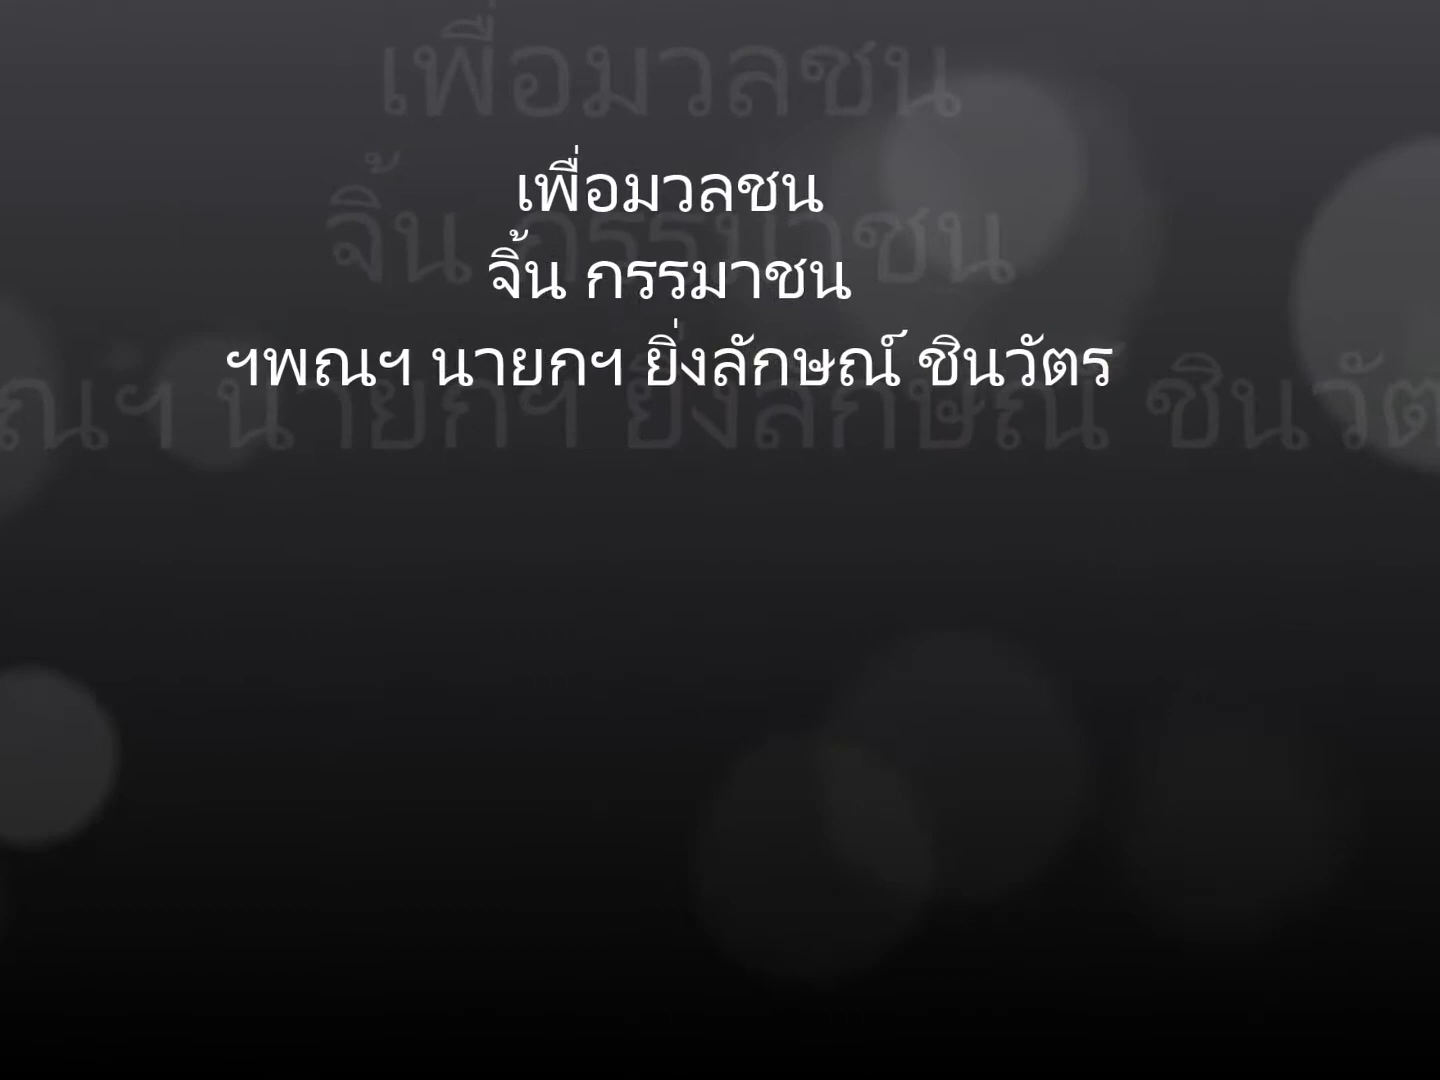 เพื่อมวลชน
จิ้น กรรมาชน
ฯพณฯ นายกฯ ยิ่งลักษณ์ ชินวัตร